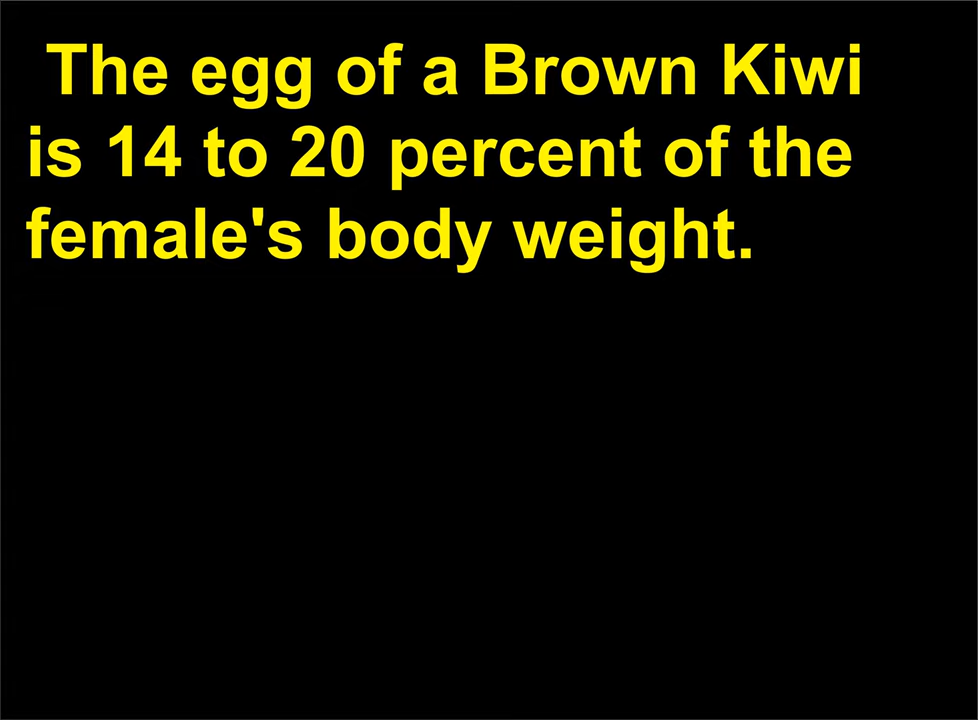 The egg of a Brown Kiwi
is 14 to 20 percent of the
female's body weight.